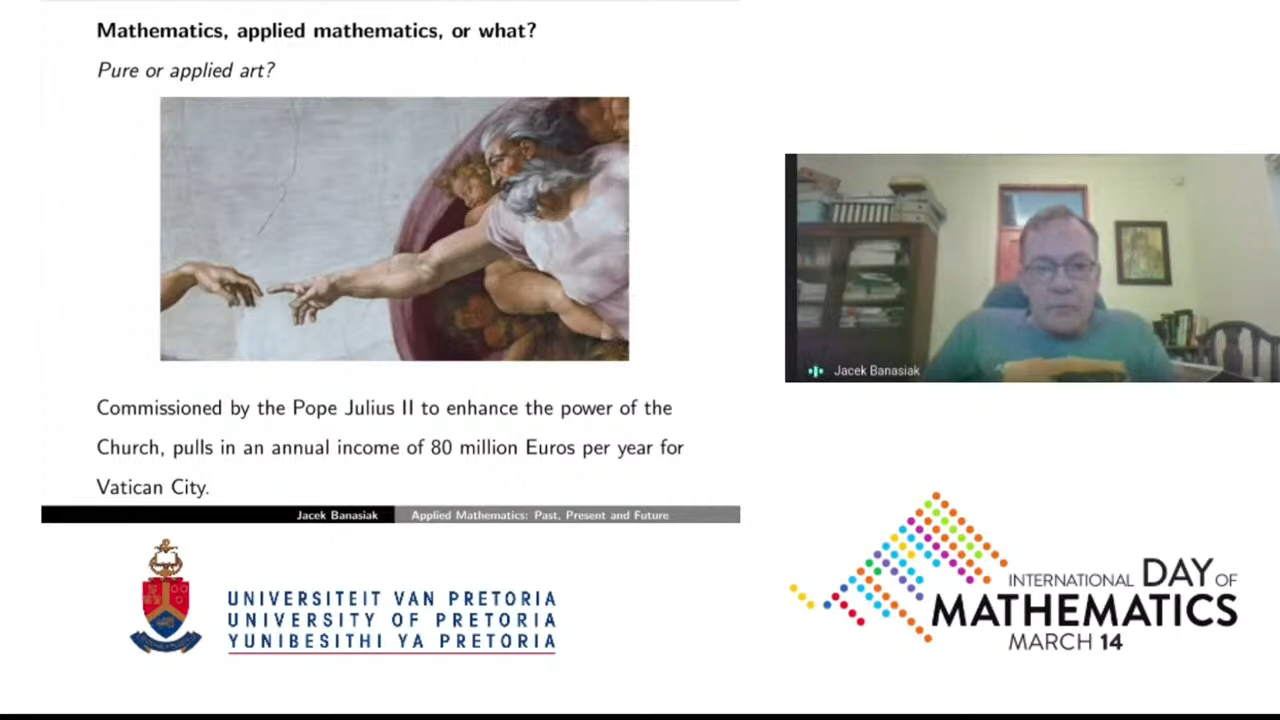 Mathematics, applied mathematics, or what?
Pure or applied art?
Commissioned by the Pope Julius II to enhance the power of the
Church, pulls in an annual income of 80 million Euros per year for
Vatican City.
Jacek Banasiak Applied Mathematics: Past, Present and Future
Jacek Banasiak
UNIVERSITEIT VAN PRETORIA
UNIVERSITY OF PRETORIA
YUNIBESITHI YA PRETORIA
INTERNATIONAL DAY OF
MATHEMATICS
MARCH 14